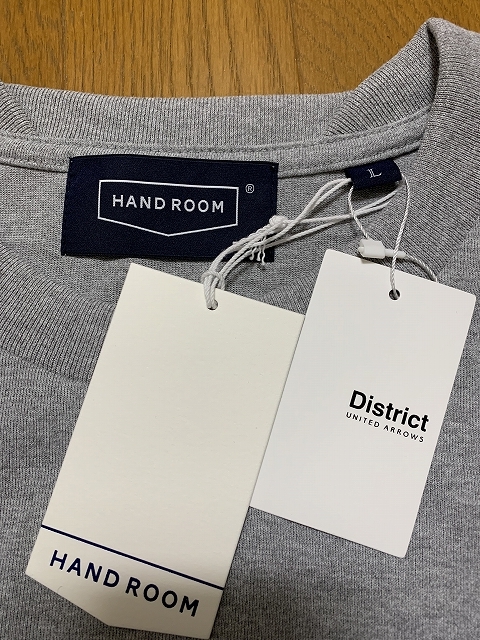 HAND ROOM
®
L
District
UNITED ARROWS
HAND ROOM